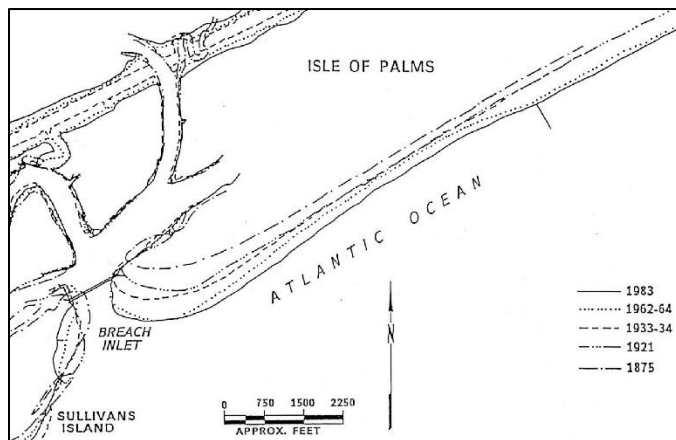 ISLE OF PALMS
ATLANTIC OCEAN
BREACH
INLET
SULLIVANS
ISLAND
N
0 750 1500 2250
APPROX. FEET
1983
1962-64
1933-34
1921
1875